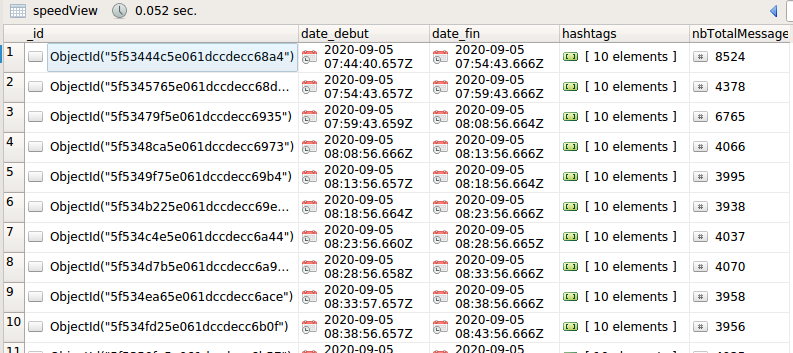 speedView 0.052 sec.
_id date_debut date_fin hashtags nbTotalMessage
1 ObjectId("5f53444c5e061dccdecc68a4") 2020-09-05 07:44:40.657Z 2020-09-05 07:54:43.666Z [ 10 elements ] # 8524
2 ObjectId("5f5345765e061dccdecc68d... 2020-09-05 07:54:43.657Z 2020-09-05 07:59:43.666Z [ 10 elements ] # 4378
3 ObjectId("5f53479f5e061dccdecc6935") 2020-09-05 07:59:43.659Z 2020-09-05 08:08:56.664Z [ 10 elements ] # 6765
4 ObjectId("5f5348ca5e061dccdecc6973") 2020-09-05 08:08:56.666Z 2020-09-05 08:13:56.666Z [ 10 elements ] # 4066
5 ObjectId("5f5349f75e061dccdecc69b4") 2020-09-05 08:13:56.657Z 2020-09-05 08:18:56.664Z [ 10 elements ] # 3995
6 ObjectId("5f534b225e061dccdecc69e... 2020-09-05 08:18:56.664Z 2020-09-05 08:23:56.666Z [ 10 elements ] # 3938
7 ObjectId("5f534c4e5e061dccdecc6a44") 2020-09-05 08:23:56.660Z 2020-09-05 08:28:56.665Z [ 10 elements ] # 4037
8 ObjectId("5f534d7b5e061dccdecc6a9... 2020-09-05 08:28:56.658Z 2020-09-05 08:33:56.666Z [ 10 elements ] # 4070
9 ObjectId("5f534ea65e061dccdecc6ace") 2020-09-05 08:33:57.657Z 2020-09-05 08:38:56.666Z [ 10 elements ] # 3958
10 ObjectId("5f534fd25e061dccdecc6b0f") 2020-09-05 08:38:56.657Z 2020-09-05 08:43:56.666Z [ 10 elements ] # 3956